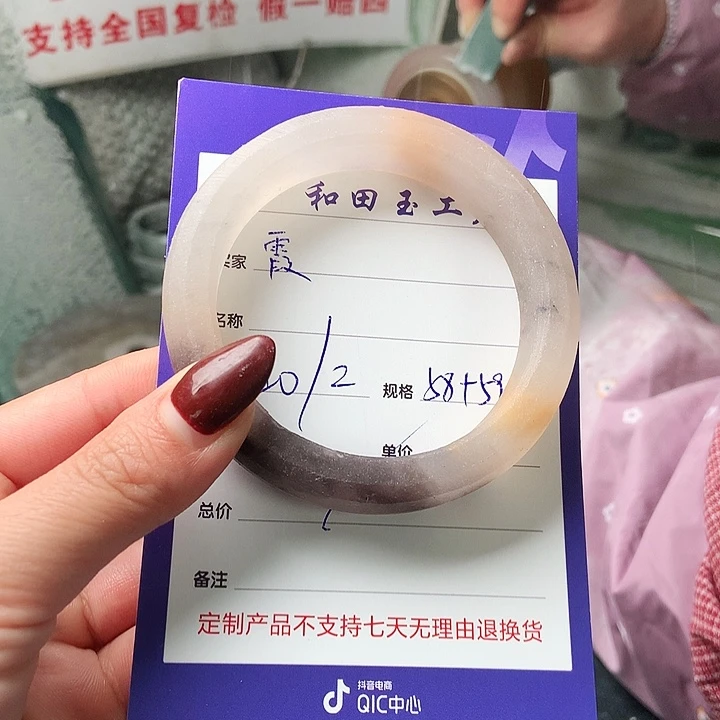 支持全国复检 假一赔四
和田玉工
家 霞
名称
0/2 规格 58+59
单价
总价
备注
定制产品不支持七天无理由退换货
抖音电商
QIC中心